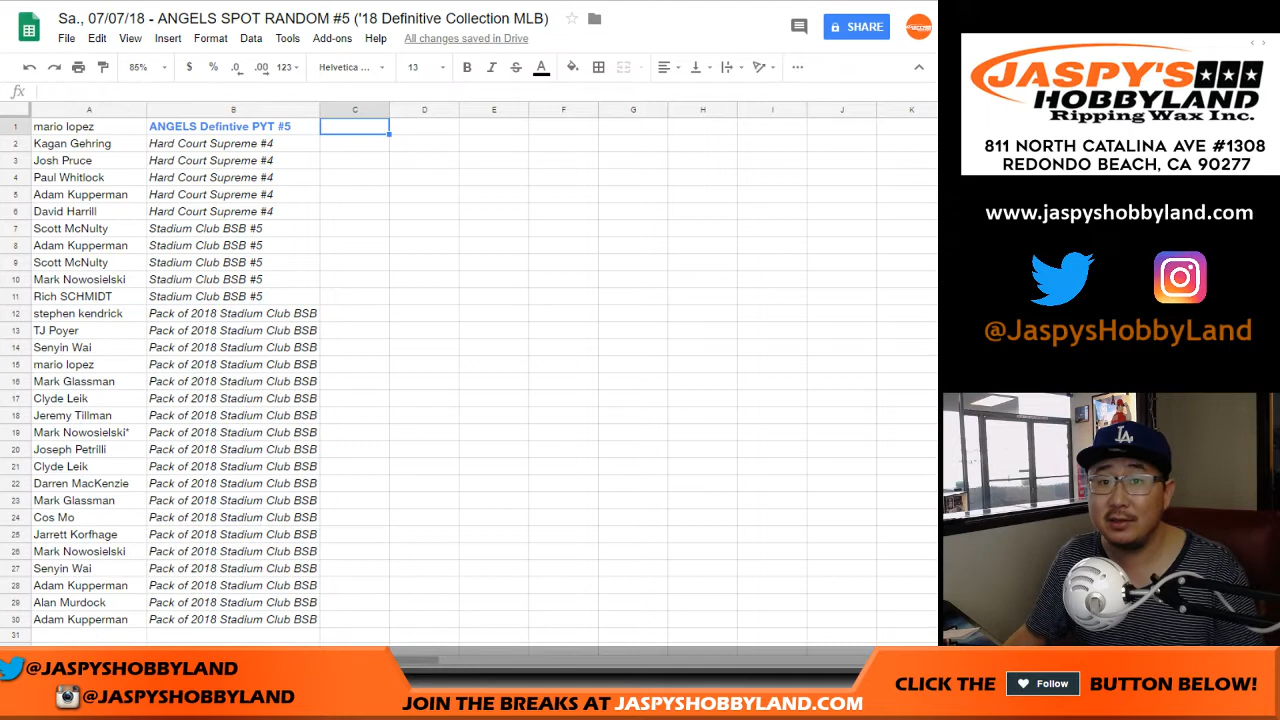 Sa., 07/07/18 - ANGELS SPOT RANDOM #5 ('18 Definitive Collection MLB)
File Edit View Insert Format Data Tools Add-ons Help All changes saved in Drive
SHARE
85% $ % .0 .00 123 Helvetica ... 13 B I S A
fx
A B C D E F G H I J K
1 mario lopez ANGELS Defintive PYT #5
2 Kagan Gehring Hard Court Supreme #4
3 Josh Pruce Hard Court Supreme #4
4 Paul Whitlock Hard Court Supreme #4
5 Adam Kupperman Hard Court Supreme #4
6 David Harrill Hard Court Supreme #4
7 Scott McNulty Stadium Club BSB #5
8 Adam Kupperman Stadium Club BSB #5
9 Scott McNulty Stadium Club BSB #5
10 Mark Nowosielski Stadium Club BSB #5
11 Rich SCHMIDT Stadium Club BSB #5
12 stephen kendrick Pack of 2018 Stadium Club BSB
13 TJ Poyer Pack of 2018 Stadium Club BSB
14 Senyin Wai Pack of 2018 Stadium Club BSB
15 mario lopez Pack of 2018 Stadium Club BSB
16 Mark Glassman Pack of 2018 Stadium Club BSB
17 Clyde Leik Pack of 2018 Stadium Club BSB
18 Jeremy Tillman Pack of 2018 Stadium Club BSB
19 Mark Nowosielski* Pack of 2018 Stadium Club BSB
20 Joseph Petrilli Pack of 2018 Stadium Club BSB
21 Clyde Leik Pack of 2018 Stadium Club BSB
22 Darren MacKenzie Pack of 2018 Stadium Club BSB
23 Mark Glassman Pack of 2018 Stadium Club BSB
24 Cos Mo Pack of 2018 Stadium Club BSB
25 Jarrett Korfhage Pack of 2018 Stadium Club BSB
26 Mark Nowosielski Pack of 2018 Stadium Club BSB
27 Senyin Wai Pack of 2018 Stadium Club BSB
28 Adam Kupperman Pack of 2018 Stadium Club BSB
29 Alan Murdock Pack of 2018 Stadium Club BSB
30 Adam Kupperman Pack of 2018 Stadium Club BSB
31
JASPY'S
HOBBYLAND
Ripping Wax Inc.
811 NORTH CATALINA AVE #1308
REDONDO BEACH, CA 90277
www.jaspyshobbyland.com
@JaspysHobbyLand
LA
@JASPYSHOBBYLAND
@JASPYSHOBBYLAND
JOIN THE BREAKS AT JASPYSHOBBYLAND.COM
CLICK THE Follow BUTTON BELOW!